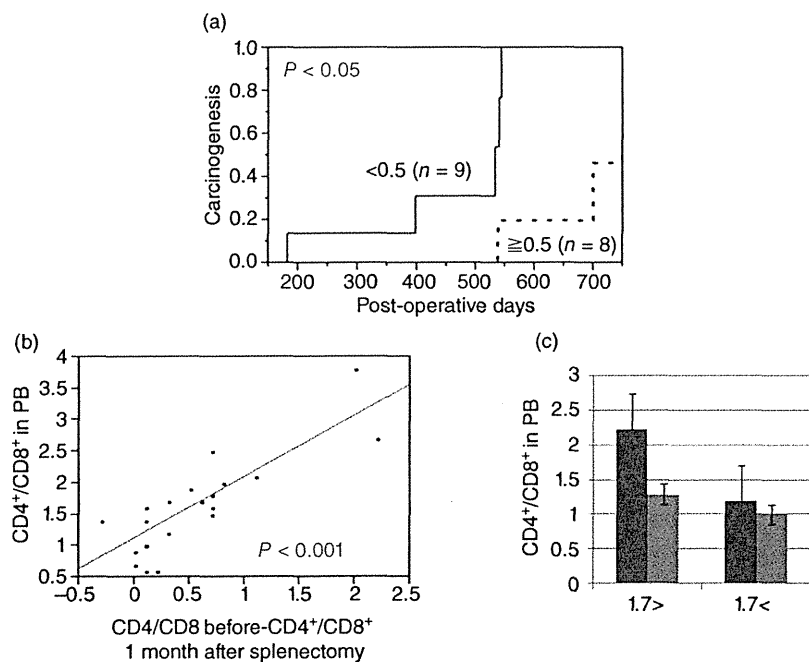 (a)
1.0
0.8
0.6
0.4
0.2
0.0
Carcinogenesis
P < 0.05
<0.5 (n = 9)
≧0.5 (n = 8)
200 300 400 500 600 700
Post-operative days
(b)
4
3.5
3
2.5
2
1.5
1
0.5
CD4⁺/CD8⁺ in PB
P < 0.001
−0.5 0 0.5 1 1.5 2 2.5
CD4/CD8 before-CD4⁺/CD8⁺
1 month after splenectomy
(c)
3
2.5
2
1.5
1
0.5
0
CD4⁺/CD8⁺ in PB
1.7> 1.7<